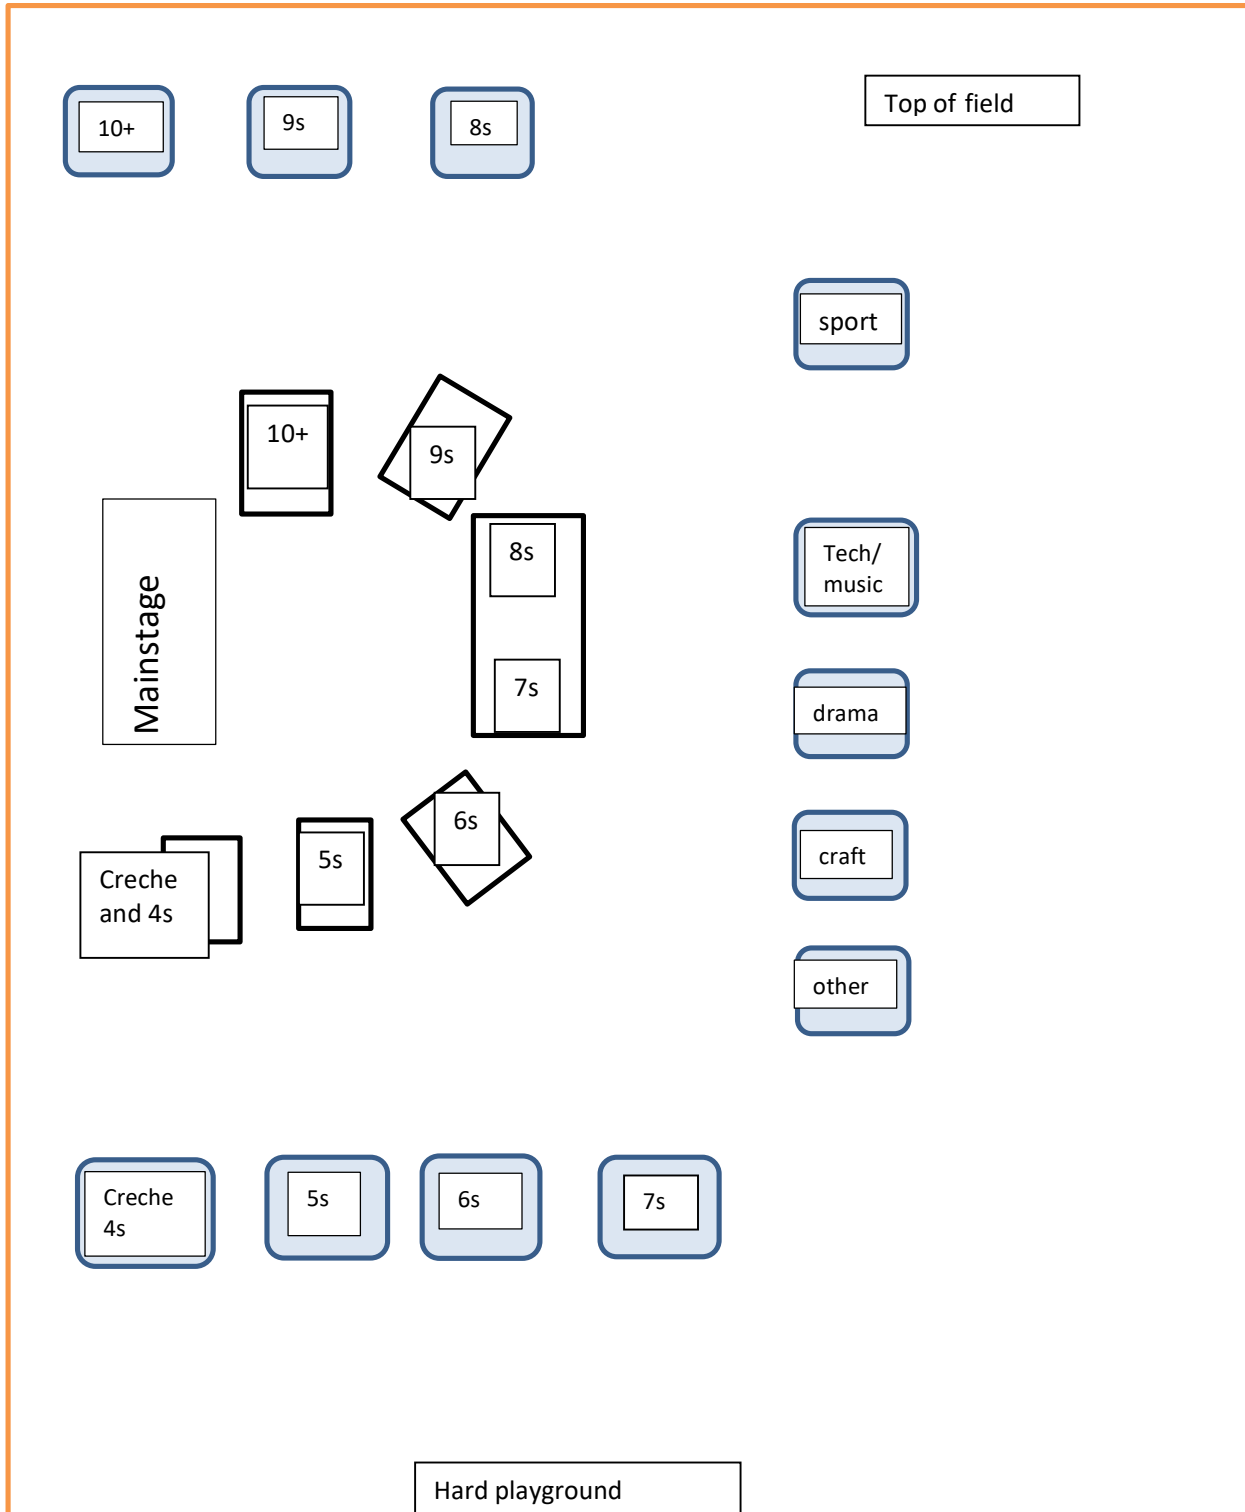 10+
9s
8s
Top of field
sport
10+
9s
8s
7s
Mainstage
Tech/
music
drama
6s
5s
Creche
and 4s
craft
other
Creche
4s
5s
6s
7s
Hard playground